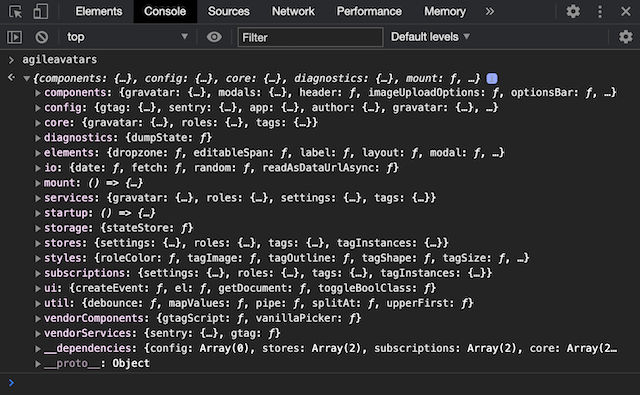 Elements Console Sources Network Performance Memory »
top Filter Default levels
agileavatars
{components: {…}, config: {…}, core: {…}, diagnostics: {…}, mount: ƒ, …}
components: {gravatar: {…}, modals: {…}, header: ƒ, imageUploadOptions: ƒ, optionsBar: ƒ, …}
config: {gtag: {…}, sentry: {…}, app: {…}, author: {…}, gravatar: {…}, …}
core: {gravatar: {…}, roles: {…}, tags: {…}}
diagnostics: {dumpState: ƒ}
elements: {dropzone: ƒ, editableSpan: ƒ, label: ƒ, layout: ƒ, modal: ƒ, …}
io: {date: ƒ, fetch: ƒ, random: ƒ, readAsDataUrlAsync: ƒ}
mount: () => {…}
services: {gravatar: {…}, roles: {…}, settings: {…}, tags: {…}}
startup: () => {…}
storage: {stateStore: ƒ}
stores: {settings: {…}, roles: {…}, tags: {…}, tagInstances: {…}}
styles: {roleColor: ƒ, tagImage: ƒ, tagOutline: ƒ, tagShape: ƒ, tagSize: ƒ, …
subscriptions: {settings: {…}, roles: {…}, tags: {…}, tagInstances: {…}}
ui: {createEvent: ƒ, el: ƒ, getDocument: ƒ, toggleBoolClass: ƒ}
util: {debounce: ƒ, mapValues: ƒ, pipe: ƒ, splitAt: ƒ, upperFirst: ƒ}
vendorComponents: {gtagScript: ƒ, vanillaPicker: ƒ}
vendorServices: {sentry: {…}, gtag: ƒ}
__dependencies: {config: Array(0), stores: Array(2), subscriptions: Array(2), core: Array(2…
__proto__: Object